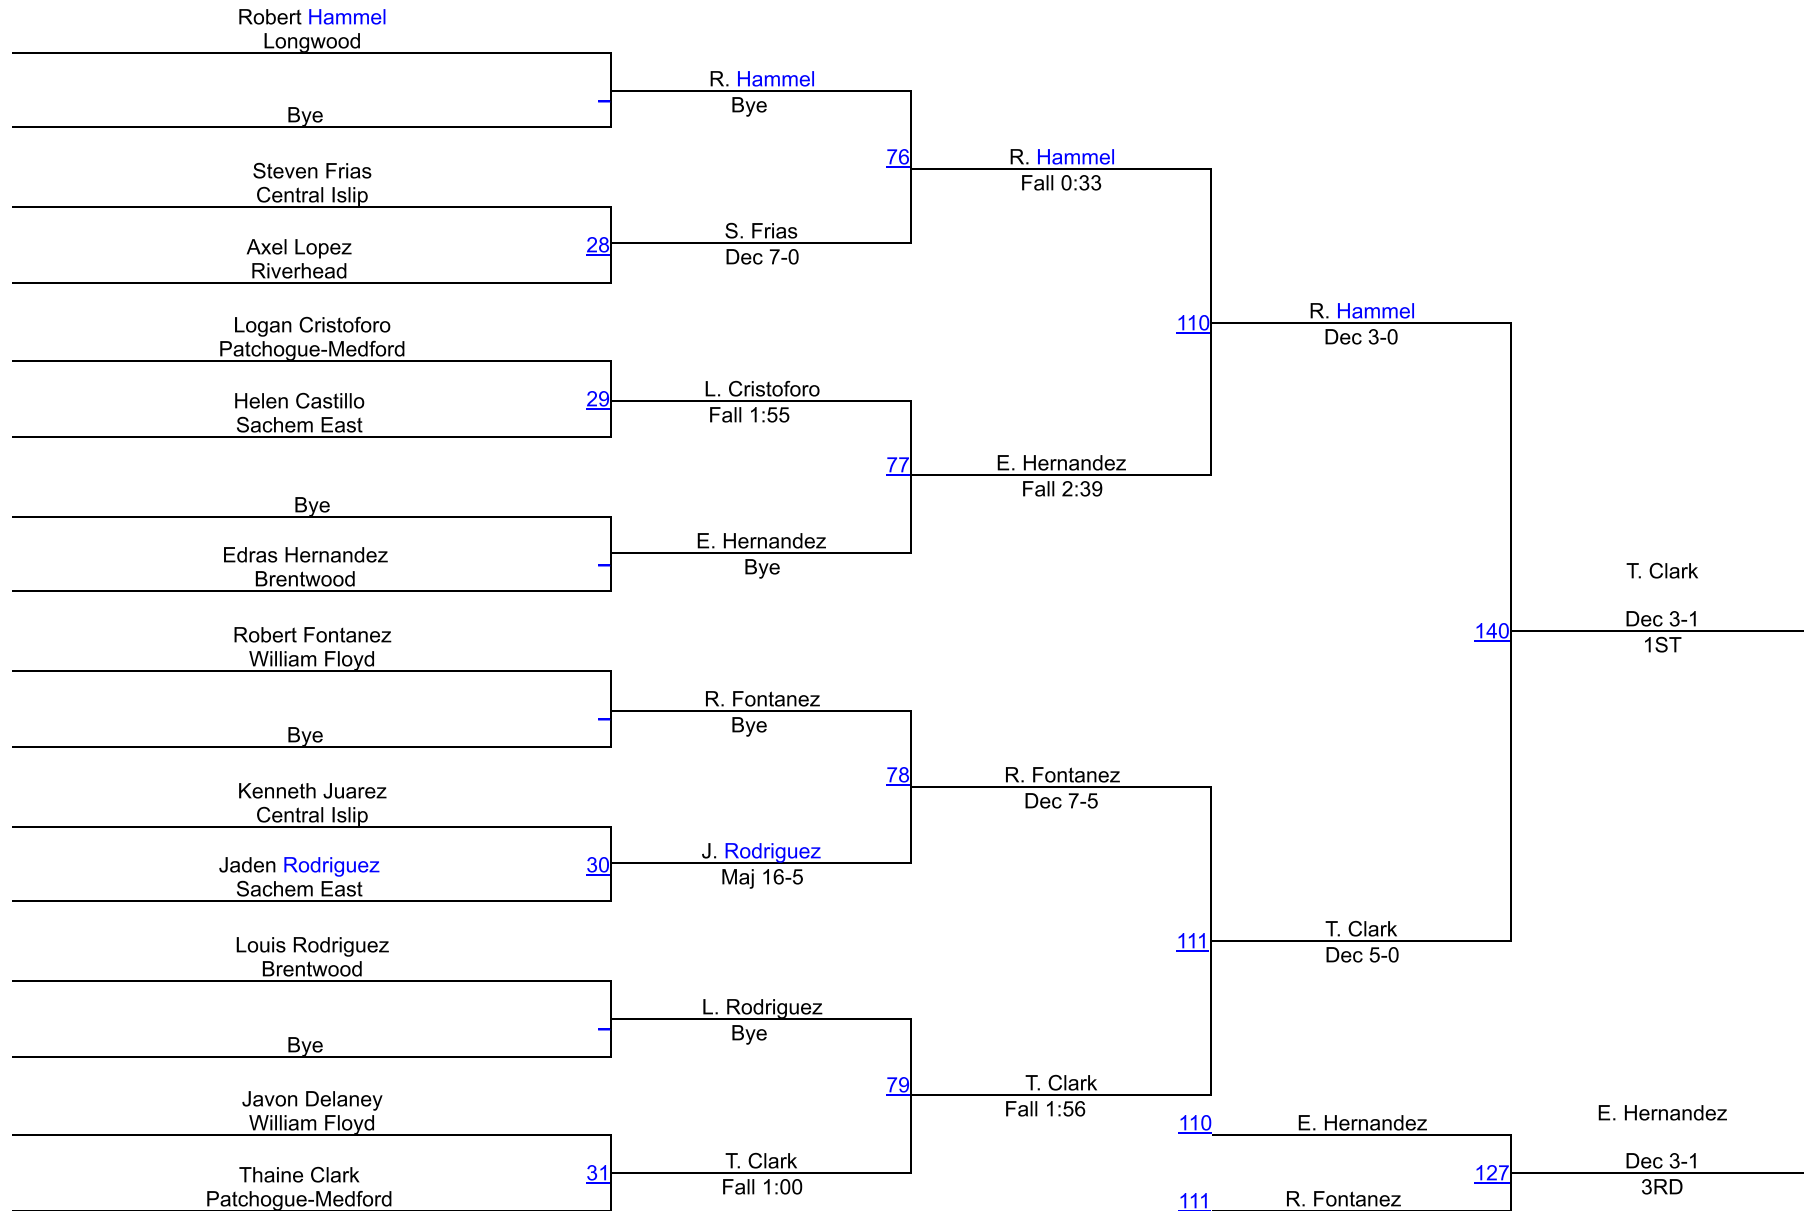 Robert Hammel
Longwood
Bye
Steven Frias
Central Islip
Axel Lopez
Riverhead
Logan Cristoforo
Patchogue-Medford
Helen Castillo
Sachem East
Bye
Edras Hernandez
Brentwood
Robert Fontanez
William Floyd
Bye
Kenneth Juarez
Central Islip
Jaden Rodriguez
Sachem East
Louis Rodriguez
Brentwood
Bye
Javon Delaney
William Floyd
Thaine Clark
Patchogue-Medford
28
29
30
31
R. Hammel
Bye
S. Frias
Dec 7-0
L. Cristoforo
Fall 1:55
E. Hernandez
Bye
R. Fontanez
Bye
J. Rodriguez
Maj 16-5
L. Rodriguez
Bye
T. Clark
Fall 1:00
76
77
78
79
R. Hammel
Fall 0:33
E. Hernandez
Fall 2:39
R. Fontanez
Dec 7-5
T. Clark
Fall 1:56
110
111
R. Hammel
Dec 3-0
T. Clark
Dec 5-0
140
T. Clark
Dec 3-1
1ST
110
E. Hernandez
111
R. Fontanez
127
E. Hernandez
Dec 3-1
3RD